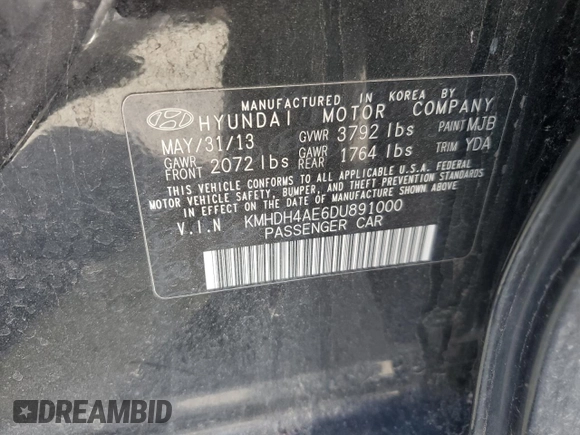 MANUFACTURED IN KOREA BY
HYUNDAI MOTOR COMPANY
MAY/31/13 GVWR 3792 lbs PAINT MJB
GAWR FRONT 2072 lbs GAWR REAR 1764 lbs TRIM YDA
THIS VEHICLE CONFORMS TO ALL APPLICABLE U.S.A. FEDERAL
MOTOR VEHICLE SAFETY, BUMPER, AND THEFT PREVENTION STANDARDS
IN EFFECT ON THE DATE OF MANUFACTURE SHOWN ABOVE.
V.I.N KMHDH4AE6DU891000
PASSENGER CAR
DREAMBID